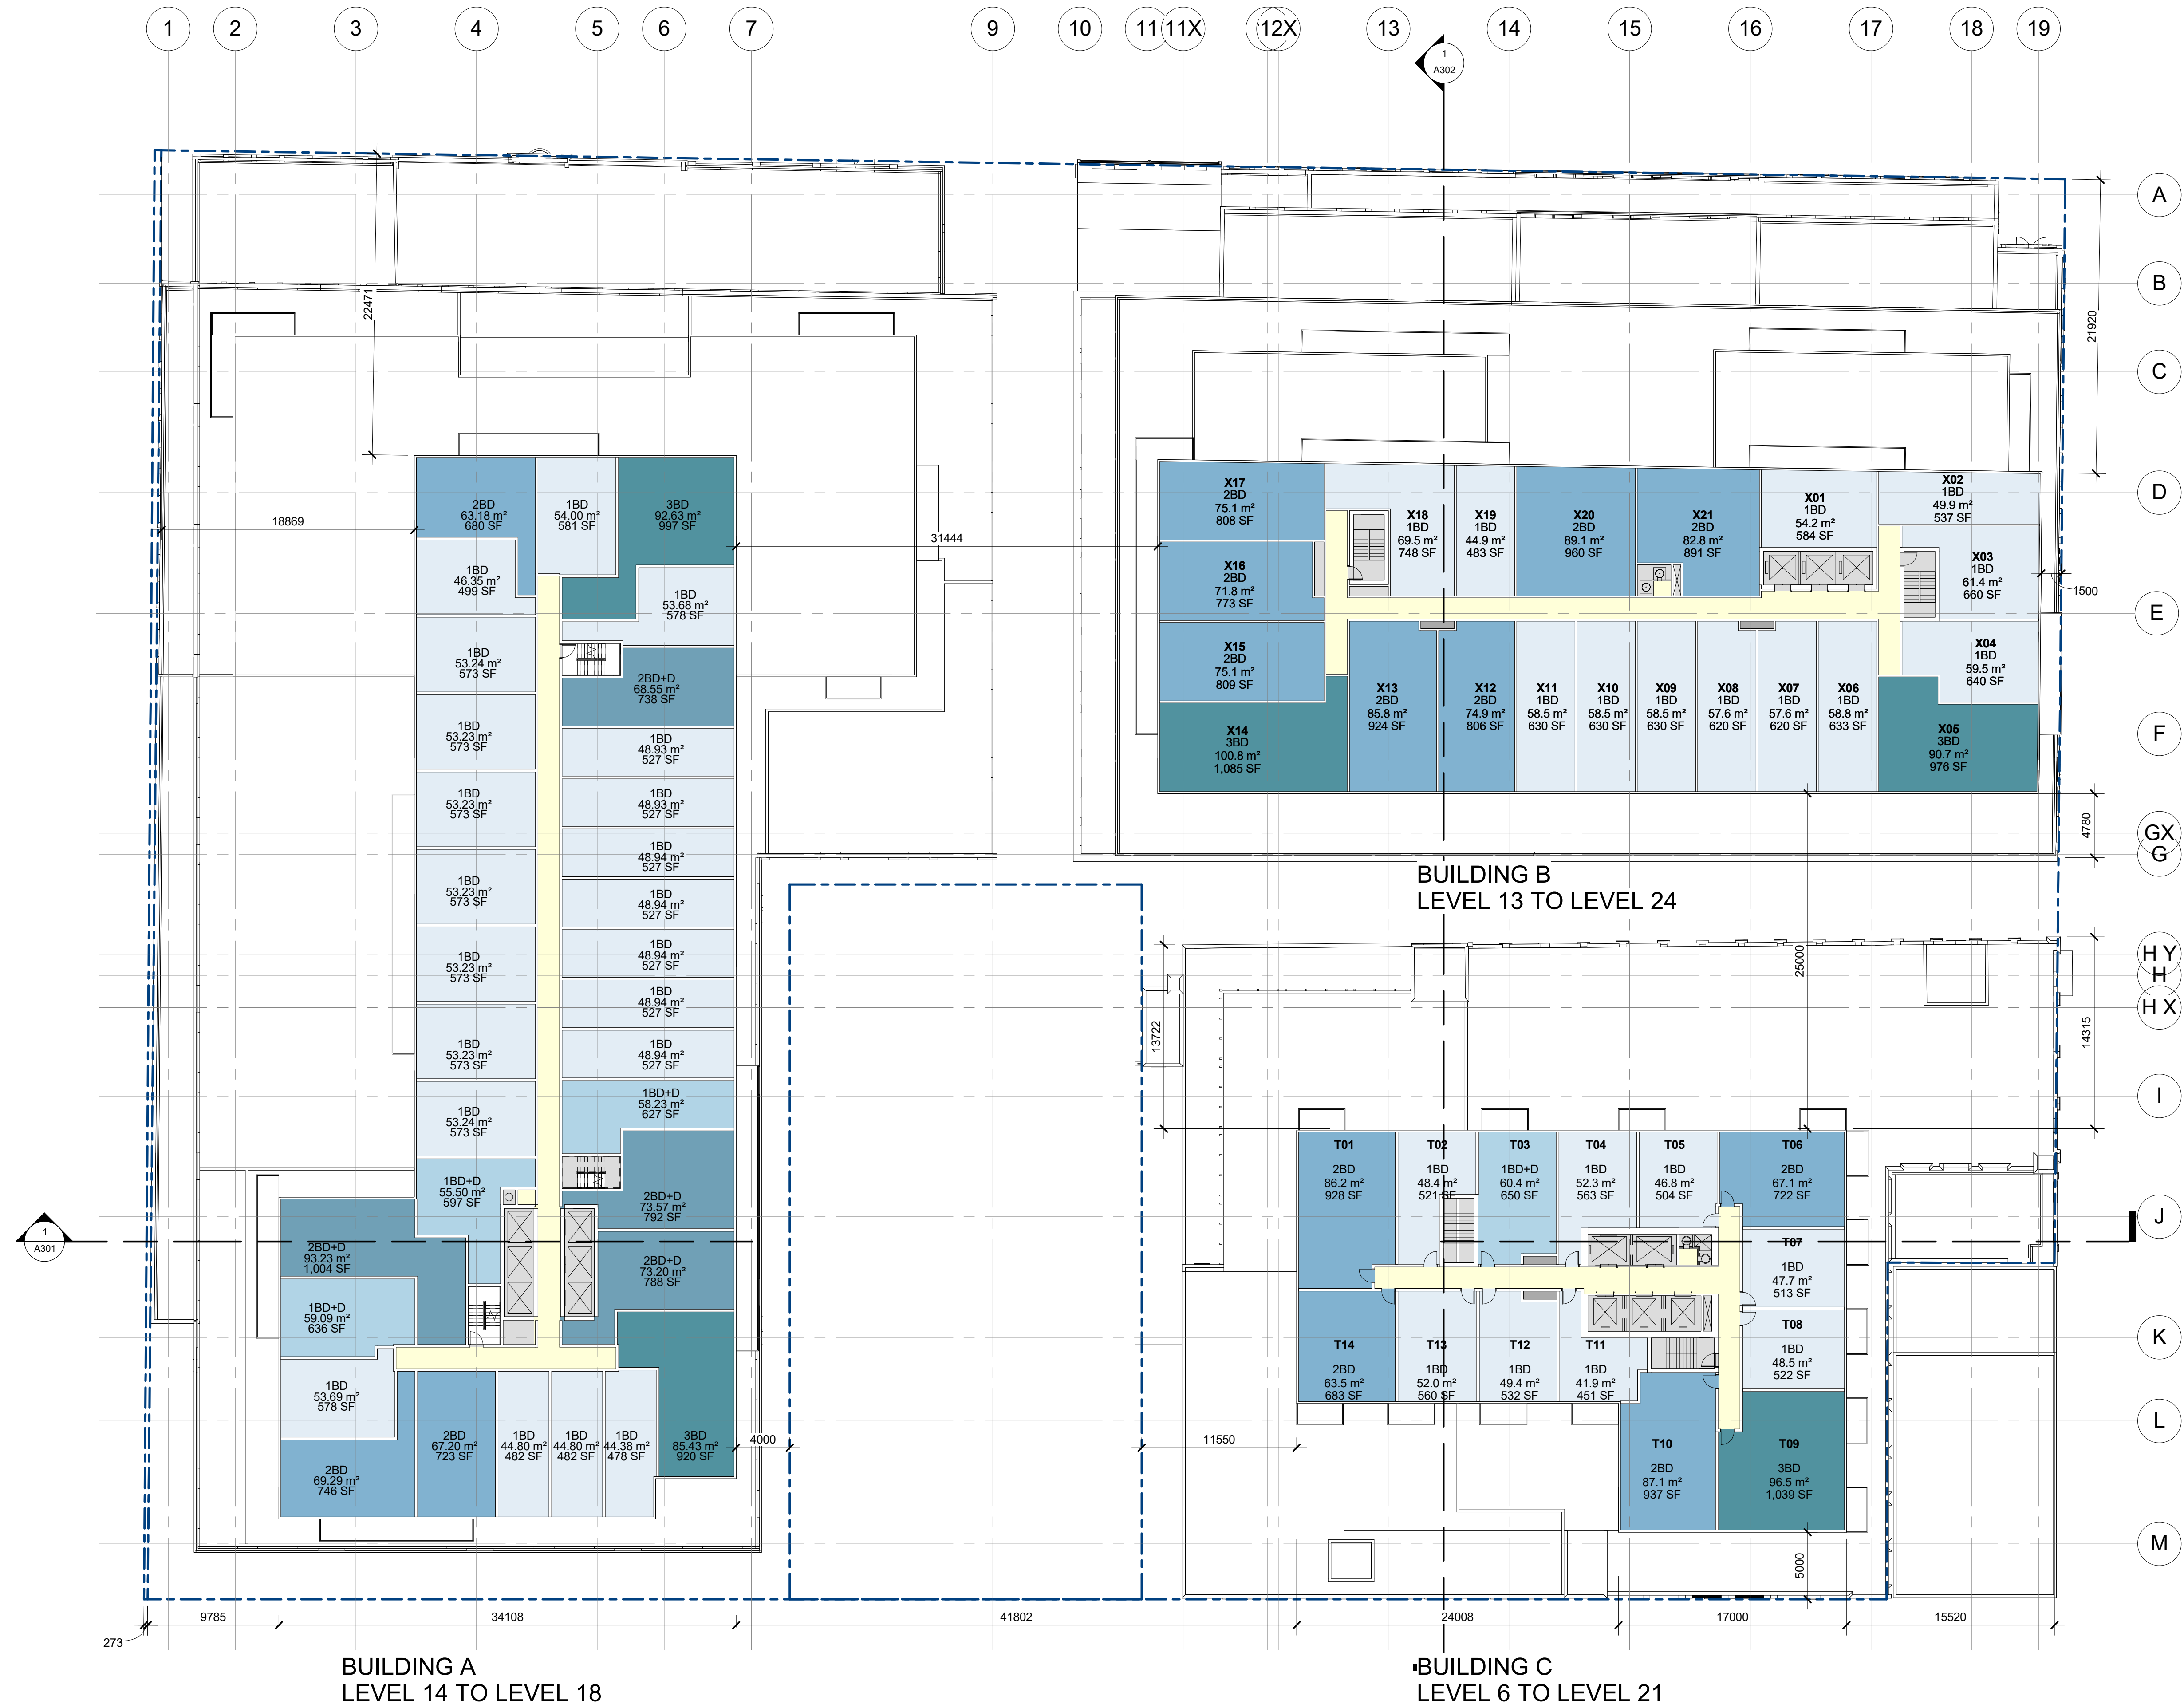 1
2
3
4
5
6
7
9
10
11
11X
12X
13
14
15
16
17
18
19
1
A302
A
B
C
D
E
F
GX
G
H Y
H
H X
I
J
K
L
M
22471
18869
31444
21920
1500
4780
25000
13722
14315
4000
11550
5000
2BD
63.18 m²
680 SF
1BD
54.00 m²
581 SF
3BD
92.63 m²
997 SF
1BD
46.35 m²
499 SF
1BD
53.68 m²
578 SF
1BD
53.24 m²
573 SF
2BD+D
68.55 m²
738 SF
1BD
53.23 m²
573 SF
1BD
48.93 m²
527 SF
1BD
53.23 m²
573 SF
1BD
48.93 m²
527 SF
1BD
48.94 m²
527 SF
1BD
53.23 m²
573 SF
1BD
48.94 m²
527 SF
1BD
53.23 m²
573 SF
1BD
48.94 m²
527 SF
1BD
48.94 m²
527 SF
1BD
53.23 m²
573 SF
1BD
48.94 m²
527 SF
1BD
53.24 m²
573 SF
1BD+D
58.23 m²
627 SF
1BD+D
55.50 m²
597 SF
2BD+D
73.57 m²
792 SF
2BD+D
93.23 m²
1,004 SF
2BD+D
73.20 m²
788 SF
1BD+D
59.09 m²
636 SF
1BD
53.69 m²
578 SF
2BD
69.29 m²
746 SF
2BD
67.20 m²
723 SF
1BD
44.80 m²
482 SF
1BD
44.80 m²
482 SF
1BD
44.38 m²
478 SF
3BD
85.43 m²
920 SF
1
A301
X17
2BD
75.1 m²
808 SF
X18
1BD
69.5 m²
748 SF
X19
1BD
44.9 m²
483 SF
X20
2BD
89.1 m²
960 SF
X21
2BD
82.8 m²
891 SF
X01
1BD
54.2 m²
584 SF
X02
1BD
49.9 m²
537 SF
X16
2BD
71.8 m²
773 SF
X03
1BD
61.4 m²
660 SF
X15
2BD
75.1 m²
809 SF
X04
1BD
59.5 m²
640 SF
X14
3BD
100.8 m²
1,085 SF
X13
2BD
85.8 m²
924 SF
X12
2BD
74.9 m²
806 SF
X11
1BD
58.5 m²
630 SF
X10
1BD
58.5 m²
630 SF
X09
1BD
58.5 m²
630 SF
X08
1BD
57.6 m²
620 SF
X07
1BD
57.6 m²
620 SF
X06
1BD
58.8 m²
633 SF
X05
3BD
90.7 m²
976 SF
BUILDING B
LEVEL 13 TO LEVEL 24
T01
2BD
86.2 m²
928 SF
T02
1BD
48.4 m²
521 SF
T03
1BD+D
60.4 m²
650 SF
T04
1BD
52.3 m²
563 SF
T05
1BD
46.8 m²
504 SF
T06
2BD
67.1 m²
722 SF
T07
1BD
47.7 m²
513 SF
T08
1BD
48.5 m²
522 SF
T14
2BD
63.5 m²
683 SF
T13
1BD
52.0 m²
560 SF
T12
1BD
49.4 m²
532 SF
T11
1BD
41.9 m²
451 SF
T10
2BD
87.1 m²
937 SF
T09
3BD
96.5 m²
1,039 SF
273
9785
34108
41802
24008
17000
15520
BUILDING A
LEVEL 14 TO LEVEL 18
BUILDING C
LEVEL 6 TO LEVEL 21